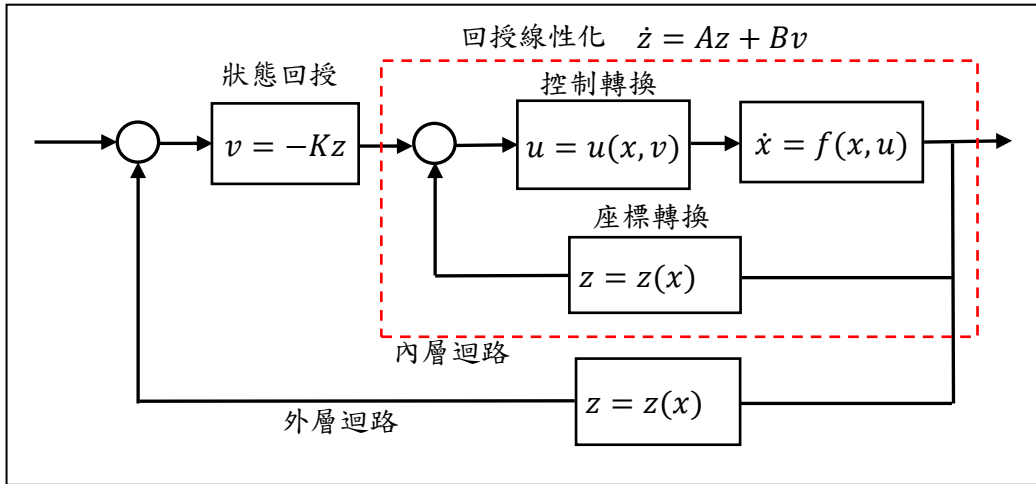 回授線性化 ż = Az + Bv
狀態回授
控制轉換
v = −Kz
u = u(x, v)
ẋ = f(x, u)
座標轉換
z = z(x)
內層迴路
z = z(x)
外層迴路